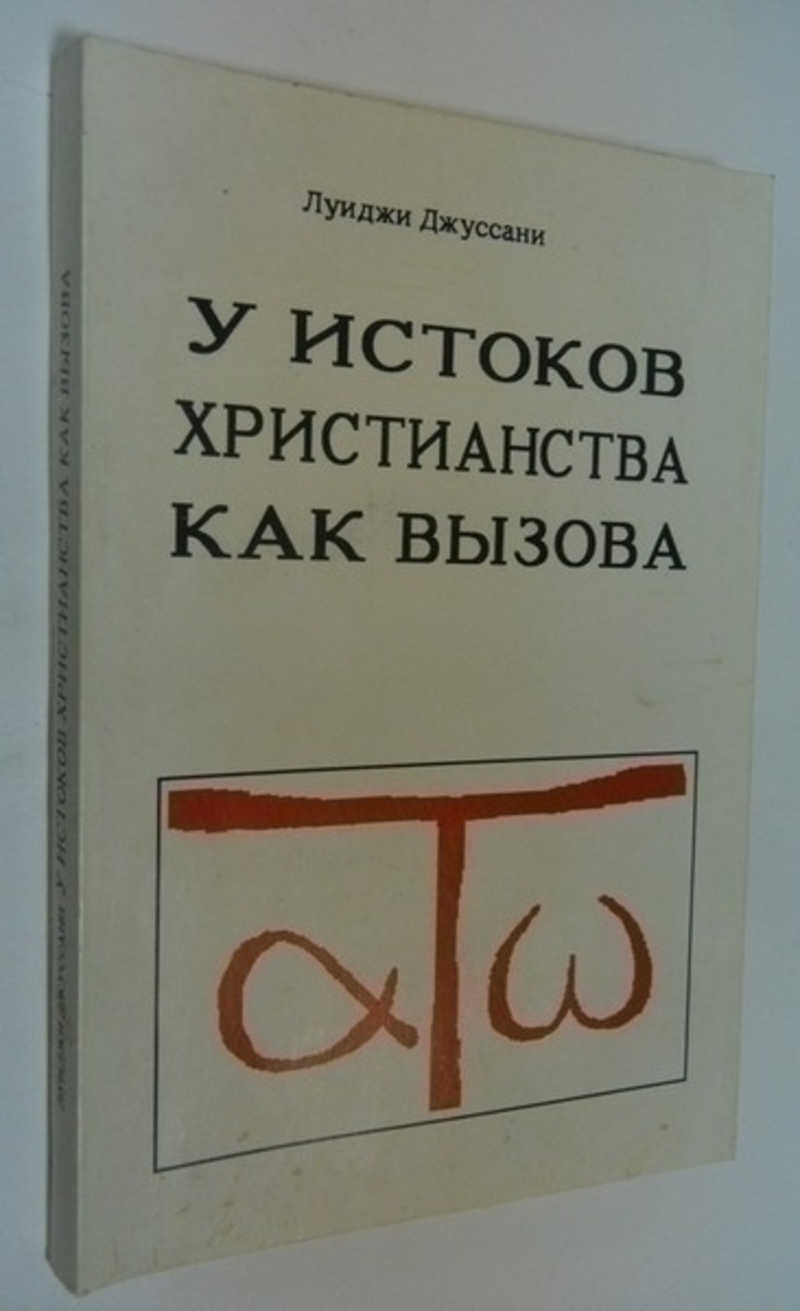 Луиджи Джуссани
У ИСТОКОВ
ХРИСТИАНСТВА
КАК ВЫЗОВА
α Τ ω
ЛУИДЖИ ДЖУССАНИ У ИСТОКОВ ХРИСТИАНСТВА КАК ВЫЗОВА